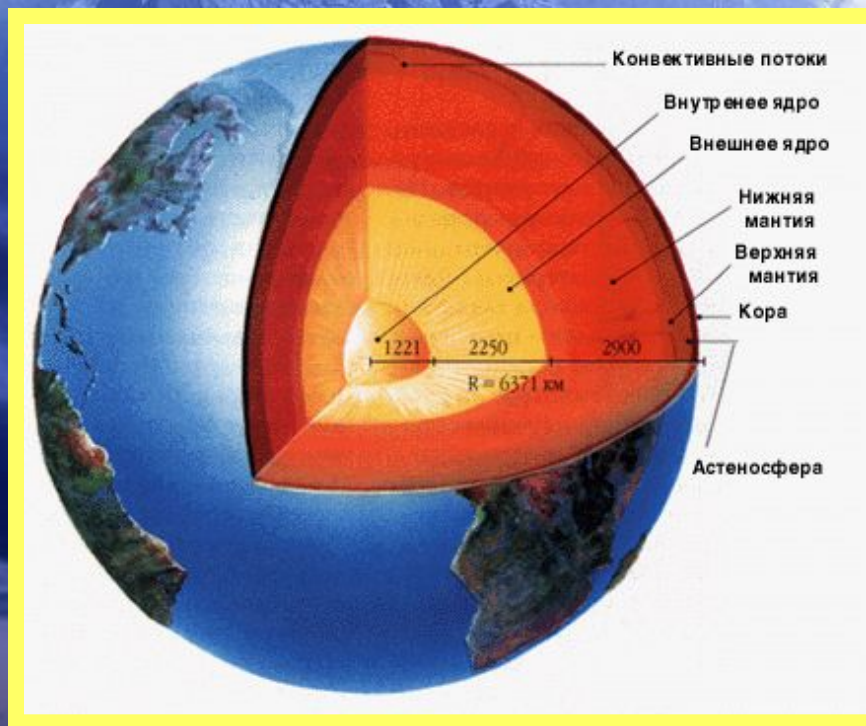 Конвективные потоки
Внутренее ядро
Внешнее ядро
Нижняя
мантия
Верхняя
мантия
Кора
1221 2250 2900
R = 6371 км
Астеносфера